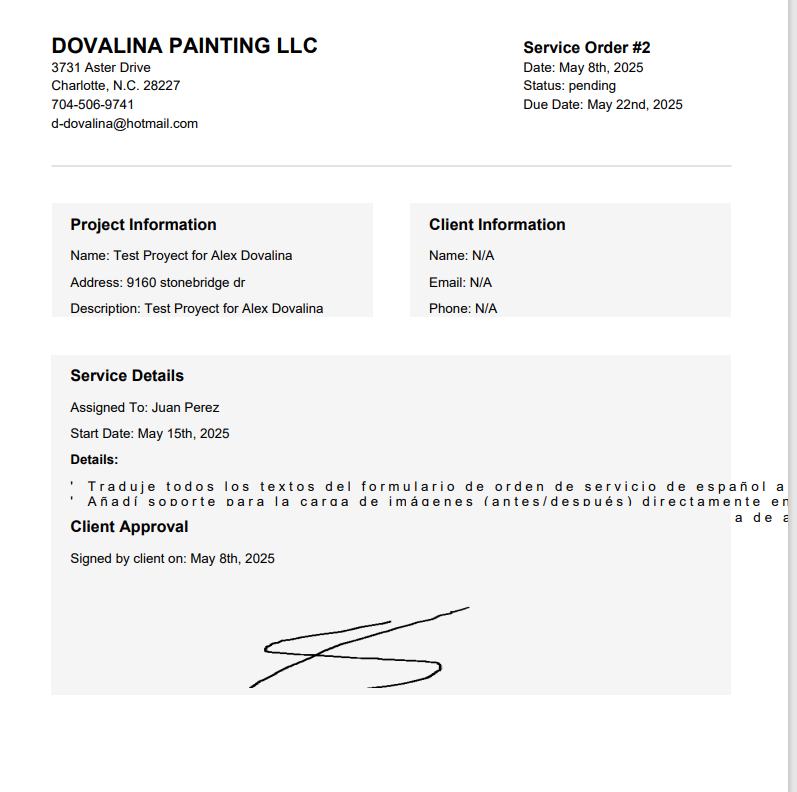 DOVALINA PAINTING LLC
3731 Aster Drive
Charlotte, N.C. 28227
704-506-9741
d-dovalina@hotmail.com
Service Order #2
Date: May 8th, 2025
Status: pending
Due Date: May 22nd, 2025
Project Information
Name: Test Proyect for Alex Dovalina
Address: 9160 stonebridge dr
Description: Test Proyect for Alex Dovalina
Client Information
Name: N/A
Email: N/A
Phone: N/A
Service Details
Assigned To: Juan Perez
Start Date: May 15th, 2025
Details:
' Traduje todos los textos del formulario de orden de servicio de español a
' Añadí soporte para la carga de imágenes (antes/después) directamente en
a de a
Client Approval
Signed by client on: May 8th, 2025